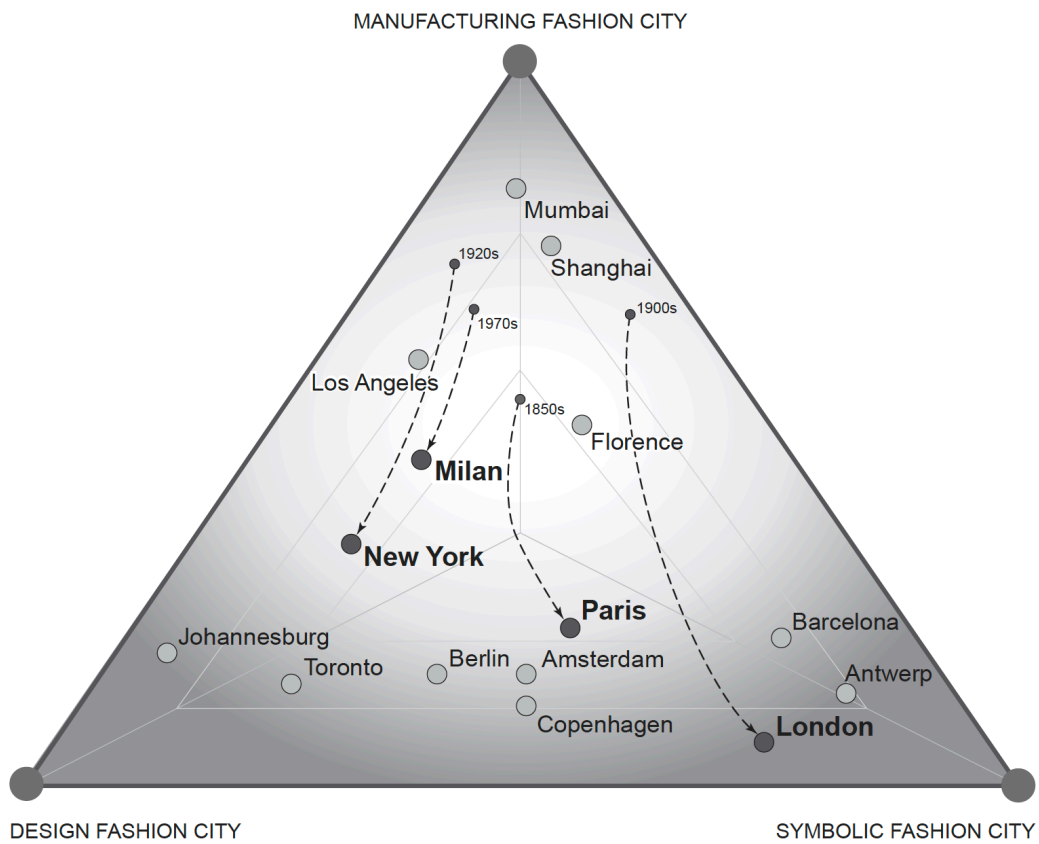 MANUFACTURING FASHION CITY
Mumbai
1920s
Shanghai
1900s
1970s
Los Angeles
1850s
Florence
Milan
New York
Paris
Barcelona
Johannesburg
Berlin
Amsterdam
Toronto
Antwerp
Copenhagen
London
DESIGN FASHION CITY
SYMBOLIC FASHION CITY